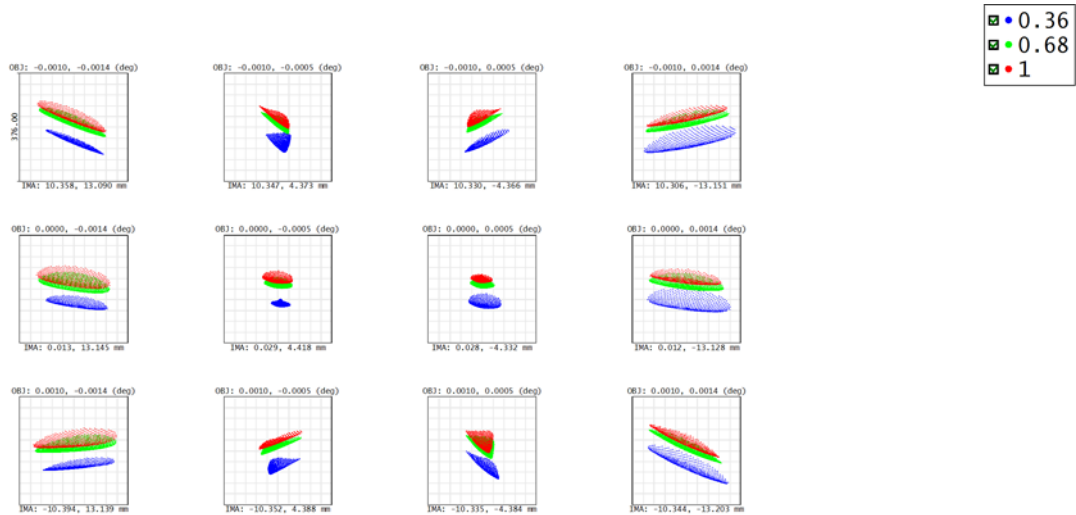 0.36
0.68
1
OBJ: -0.0010, -0.0014 (deg)
OBJ: -0.0010, -0.0005 (deg)
OBJ: -0.0010, 0.0005 (deg)
OBJ: -0.0010, 0.0014 (deg)
376.00
IMA: 10.358, 13.090 mm
IMA: 10.347, 4.373 mm
IMA: 10.330, -4.366 mm
IMA: 10.306, -13.151 mm
OBJ: 0.0000, -0.0014 (deg)
OBJ: 0.0000, -0.0005 (deg)
OBJ: 0.0000, 0.0005 (deg)
OBJ: 0.0000, 0.0014 (deg)
IMA: 0.013, 13.145 mm
IMA: 0.029, 4.418 mm
IMA: 0.028, -4.332 mm
IMA: 0.012, -13.128 mm
OBJ: 0.0010, -0.0014 (deg)
OBJ: 0.0010, -0.0005 (deg)
OBJ: 0.0010, 0.0005 (deg)
OBJ: 0.0010, 0.0014 (deg)
IMA: -10.394, 13.139 mm
IMA: -10.352, 4.388 mm
IMA: -10.335, -4.384 mm
IMA: -10.344, -13.203 mm